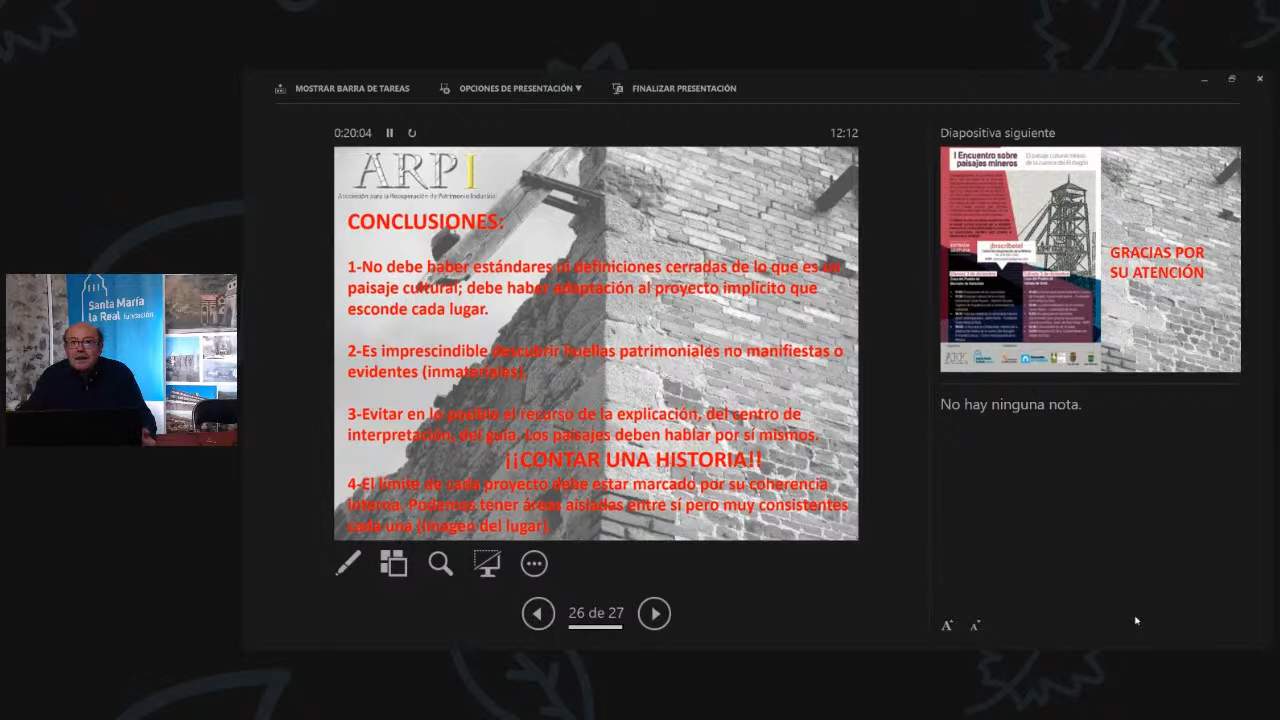 MOSTRAR BARRA DE TAREAS
OPCIONES DE PRESENTACIÓN
FINALIZAR PRESENTACIÓN
0:20:04
12:12
ARPI
Asociación para la Recuperación de Patrimonio Industrial
CONCLUSIONES:
1-No debe haber estándares ni definiciones cerradas de lo que es un
paisaje cultural; debe haber adaptación al proyecto implícito que
esconde cada lugar.
2-Es imprescindible descubrir huellas patrimoniales no manifiestas o
evidentes (inmateriales).
3-Evitar en lo posible el recurso de la explicación, del centro de
interpretación, del guía. Los paisajes deben hablar por sí mismos.
¡¡CONTAR UNA HISTORIA!!
4-El límite de cada proyecto debe estar marcado por su coherencia
interna. Podemos tener áreas aisladas entre sí pero muy consistentes
cada una (imagen del lugar).
26 de 27
Diapositiva siguiente
I Encuentro sobre
paisajes mineros
¡Inscríbete!
GRACIAS POR
SU ATENCIÓN
No hay ninguna nota.
Santa María
la Real fundación